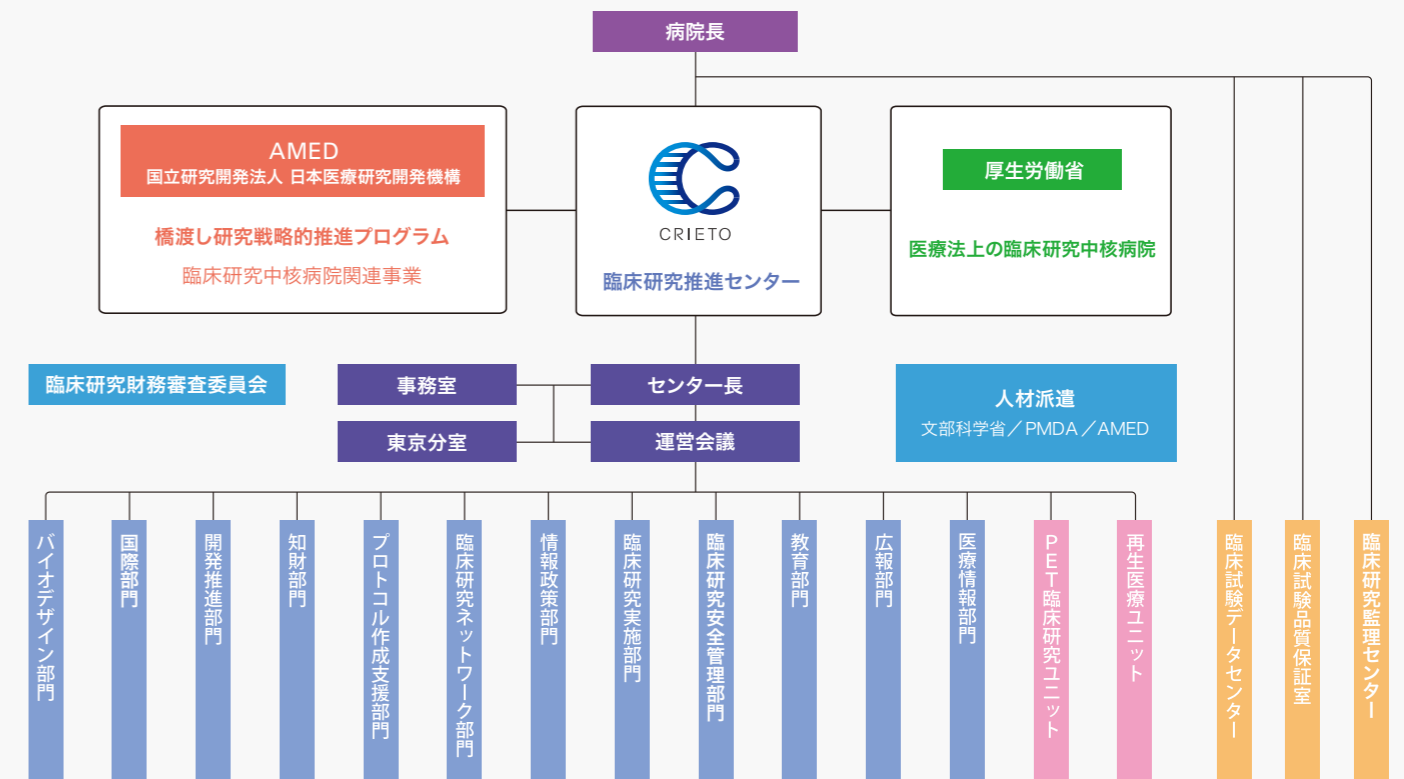 病院長
AMED
国立研究開発法人 日本医療研究開発機構
橋渡し研究戦略的推進プログラム
臨床研究中核病院関連事業
CRIETO
臨床研究推進センター
厚生労働省
医療法上の臨床研究中核病院
臨床研究財務審査委員会
事務室
センター長
東京分室
運営会議
人材派遣
文部科学省／PMDA／AMED
バイオデザイン部門
国際部門
開発推進部門
知財部門
プロトコル作成支援部門
臨床研究ネットワーク部門
情報政策部門
臨床研究実施部門
臨床研究安全管理部門
教育部門
広報部門
医療情報部門
PET臨床研究ユニット
再生医療ユニット
臨床試験データセンター
臨床試験品質保証室
臨床研究監理センター